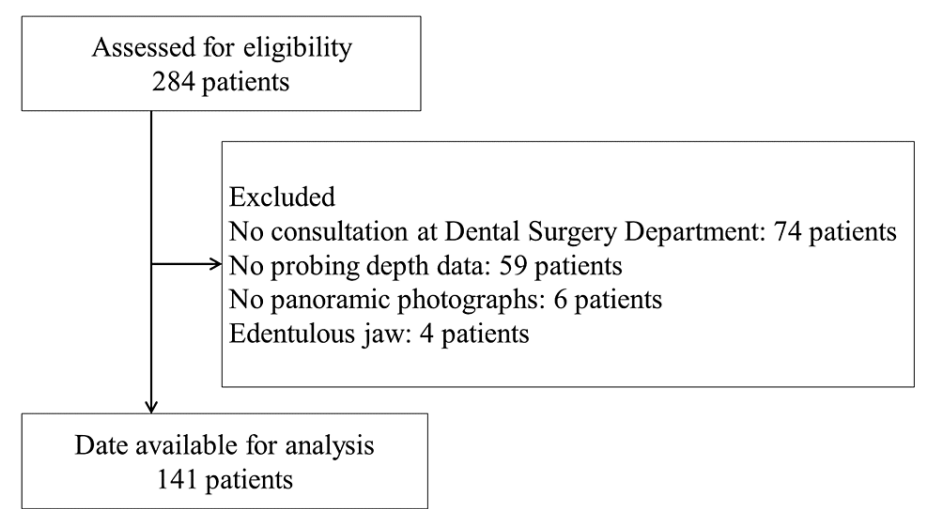 Assessed for eligibility
284 patients
Excluded
No consultation at Dental Surgery Department: 74 patients
No probing depth data: 59 patients
No panoramic photographs: 6 patients
Edentulous jaw: 4 patients
Date available for analysis
141 patients